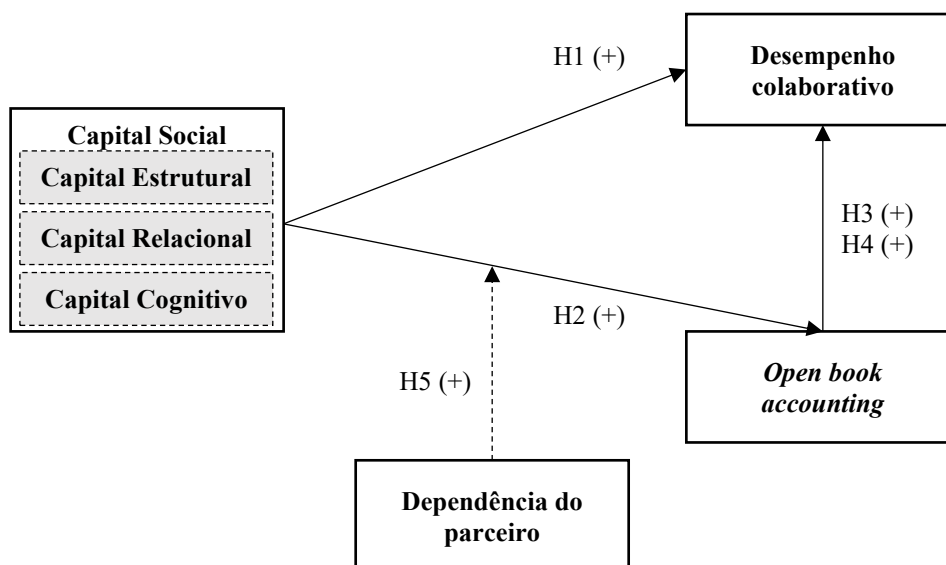 H1 (+)
Desempenho
colaborativo
Capital Social
Capital Estrutural
Capital Relacional
Capital Cognitivo
H3 (+)
H4 (+)
H2 (+)
H5 (+)
Open book
accounting
Dependência do
parceiro